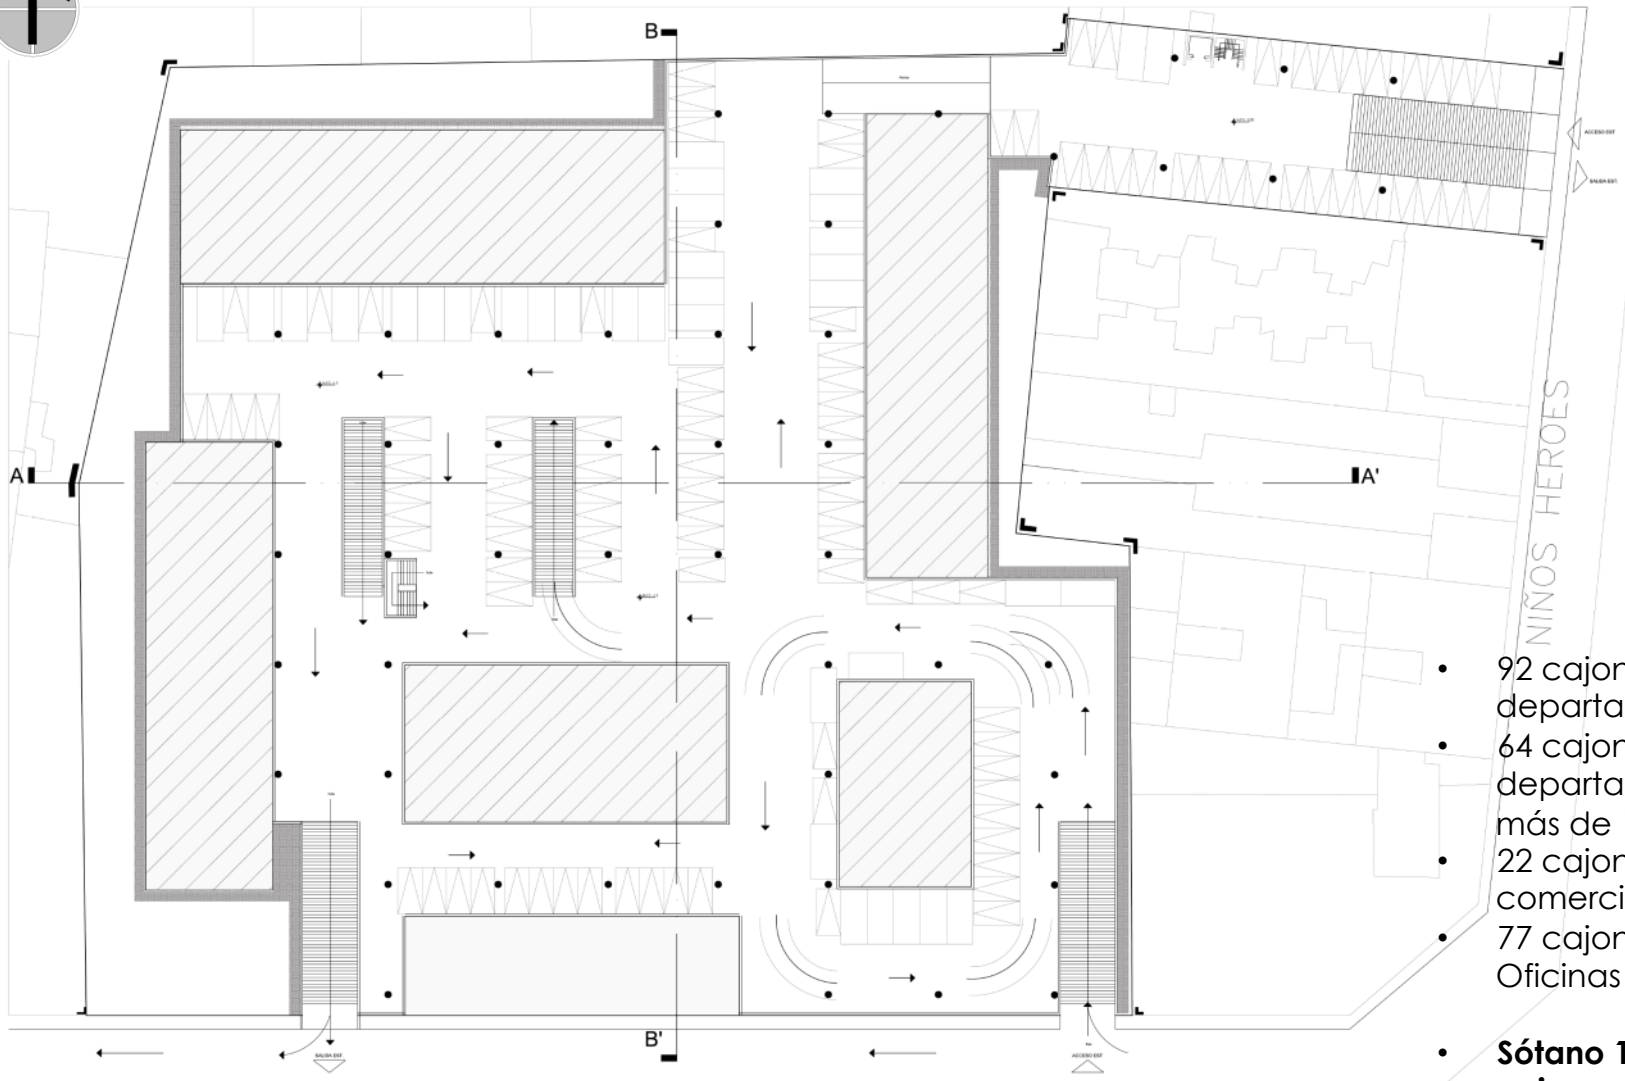 B
ACCESO EST
SALIDA EST.
A
A'
NIÑOS HEROES
• 92 cajon
departa
• 64 cajon
departa
más de
• 22 cajon
comerci
• 77 cajon
Oficinas
• Sótano 1
B'
SALIDA EST
ACCESO EST